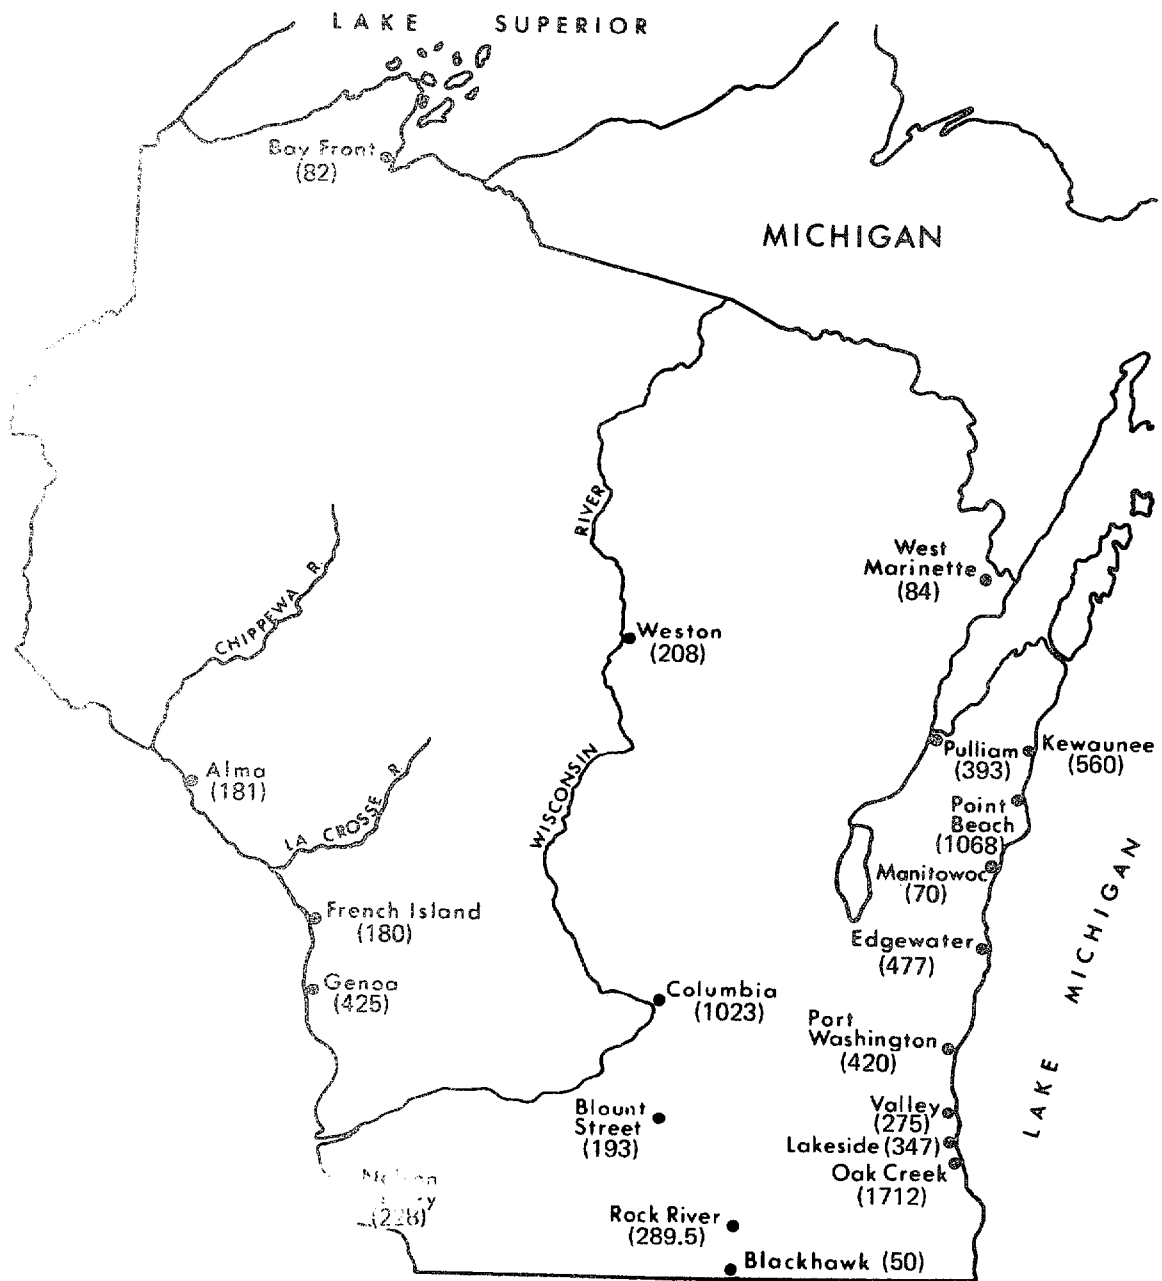 LAKE SUPERIOR
Bay Front
(82)
MICHIGAN
RIVER
West
Marinette
(84)
CHIPPEWA R.
Weston
(208)
Pulliam
(393)
Kewaunee
(560)
WISCONSIN
Alma
(181)
Point
Beach
(1068)
LA CROSSE R.
Manitowoc
(70)
LAKE MICHIGAN
French Island
(180)
Edgewater
(477)
Genoa
(425)
Columbia
(1023)
Port
Washington
(420)
Blount
Street
(193)
Valley
(275)
Lakeside (347)
Oak Creek
(1712)
(228)
Rock River
(289.5)
Blackhawk (50)